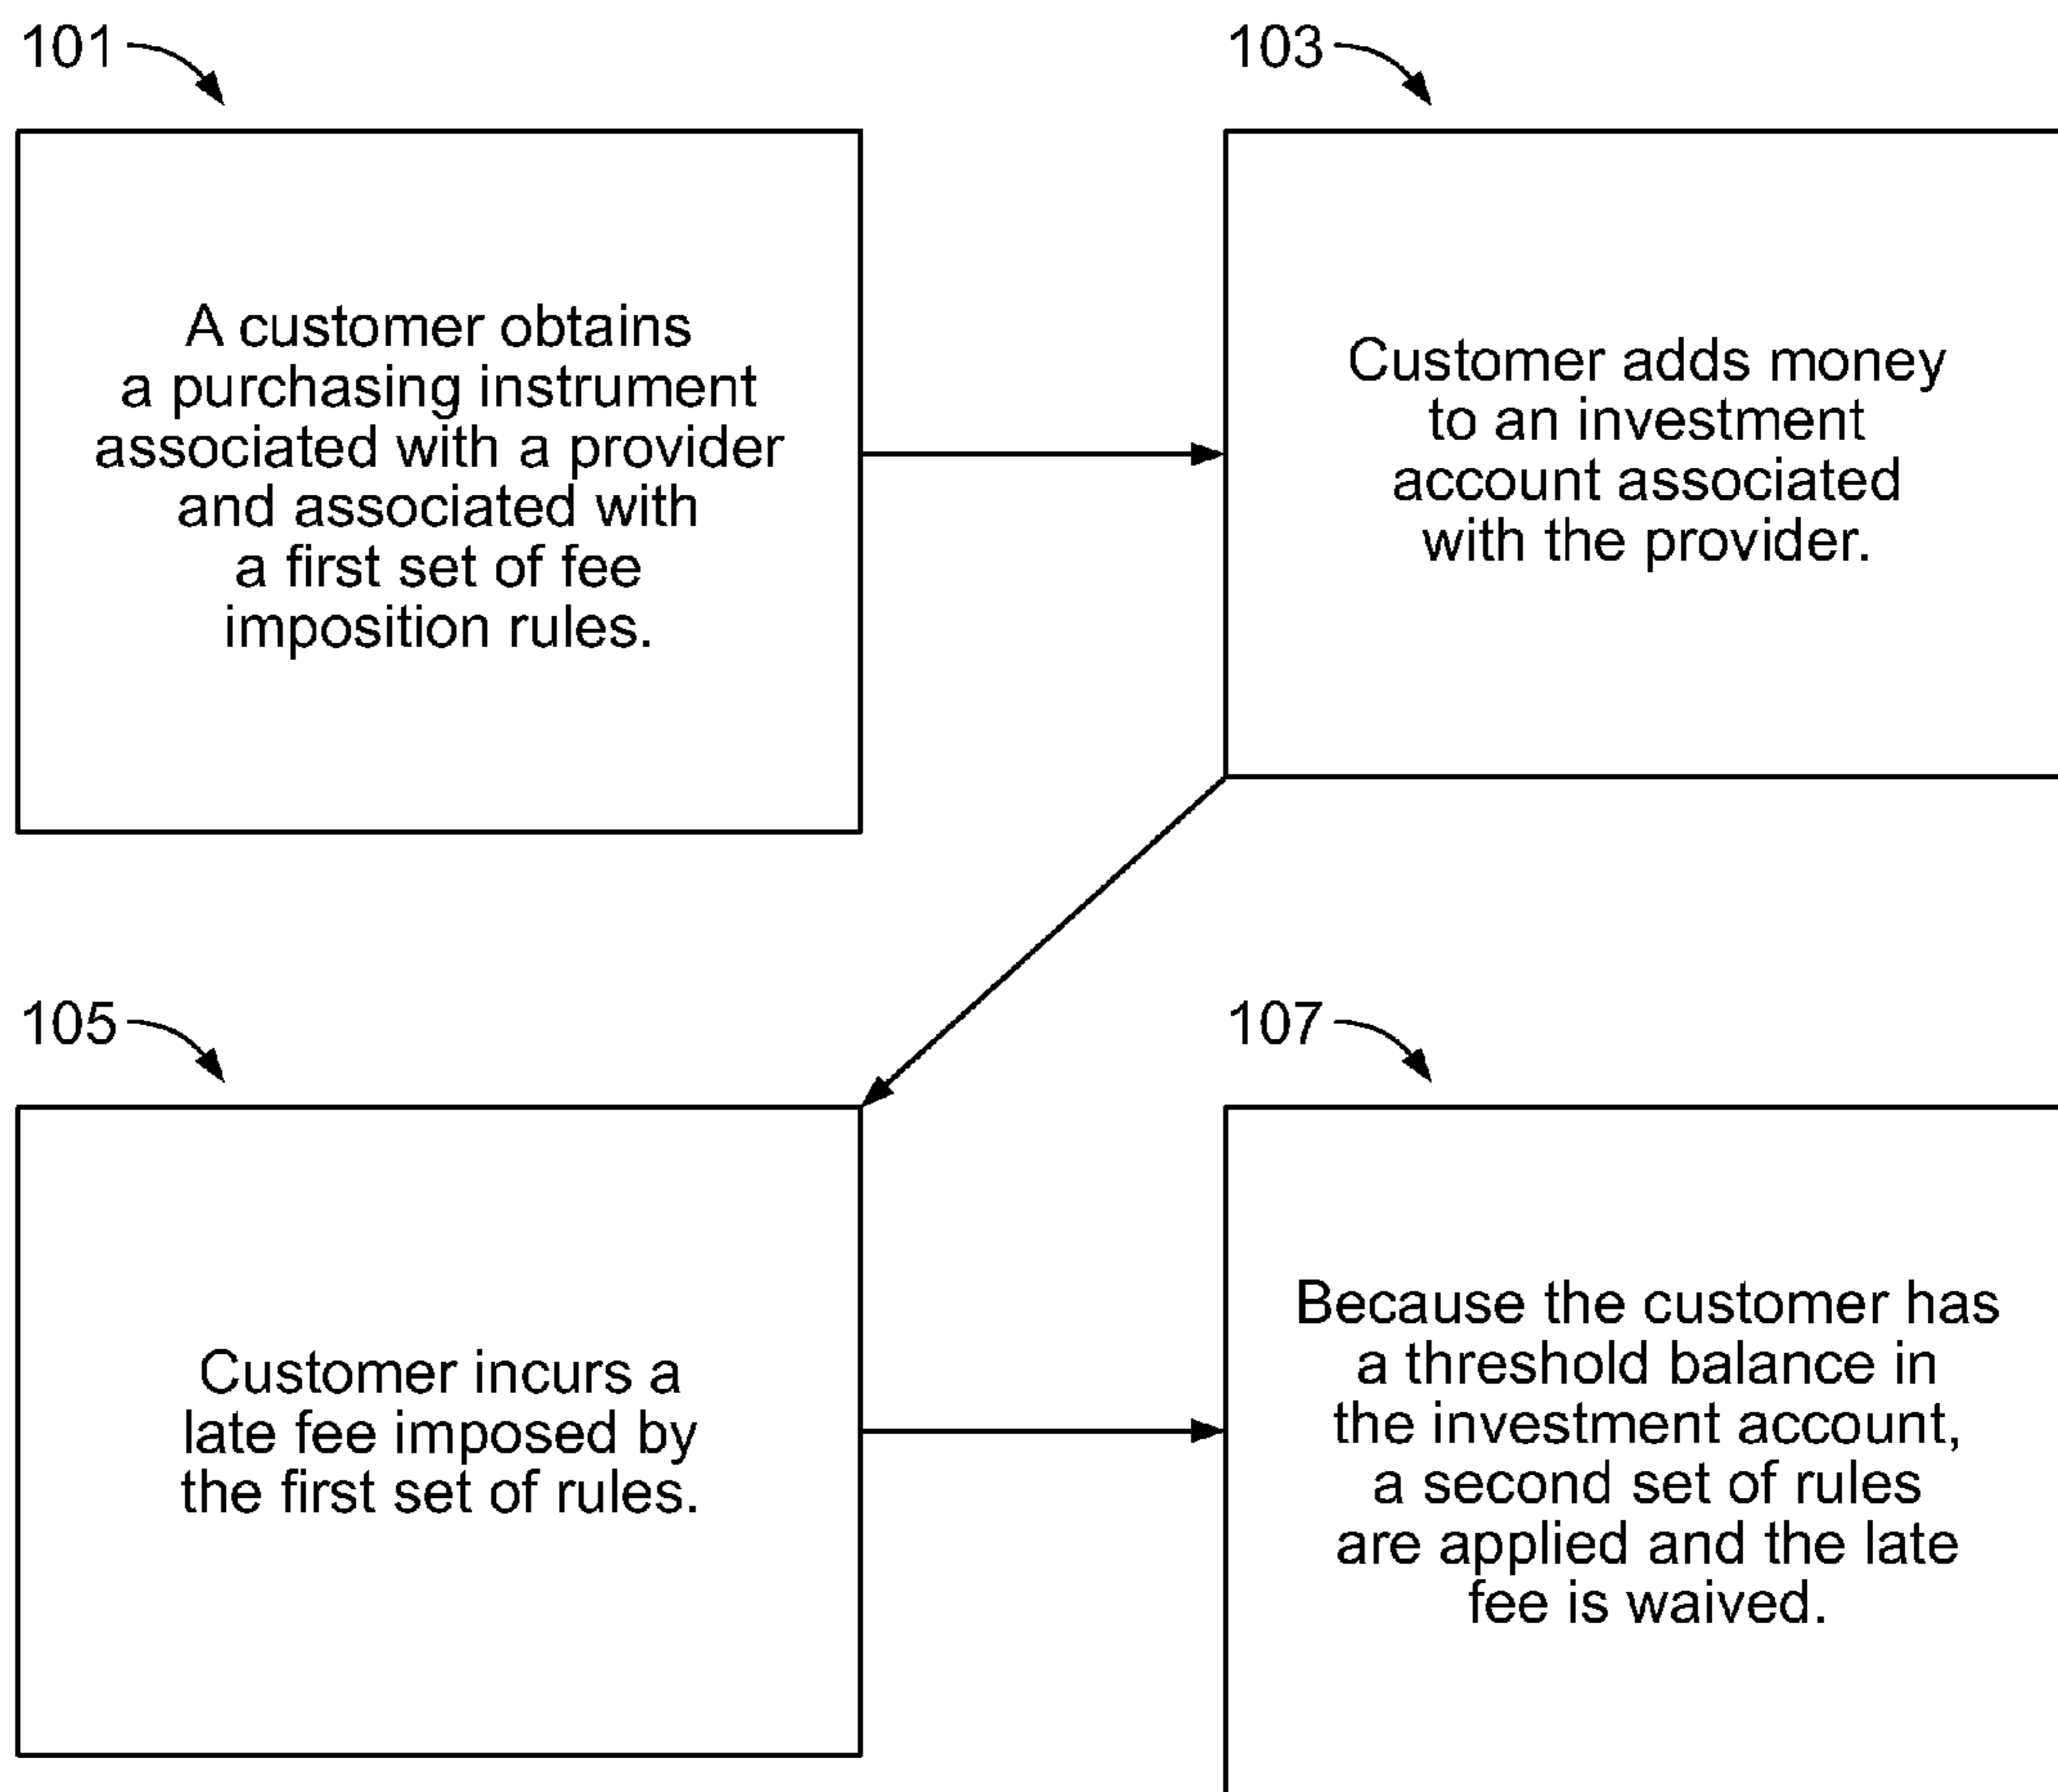 101
A customer obtains
a purchasing instrument
associated with a provider
and associated with
a first set of fee
imposition rules.
103
Customer adds money
to an investment
account associated
with the provider.
105
Customer incurs a
late fee imposed by
the first set of rules.
107
Because the customer has
a threshold balance in
the investment account,
a second set of rules
are applied and the late
fee is waived.